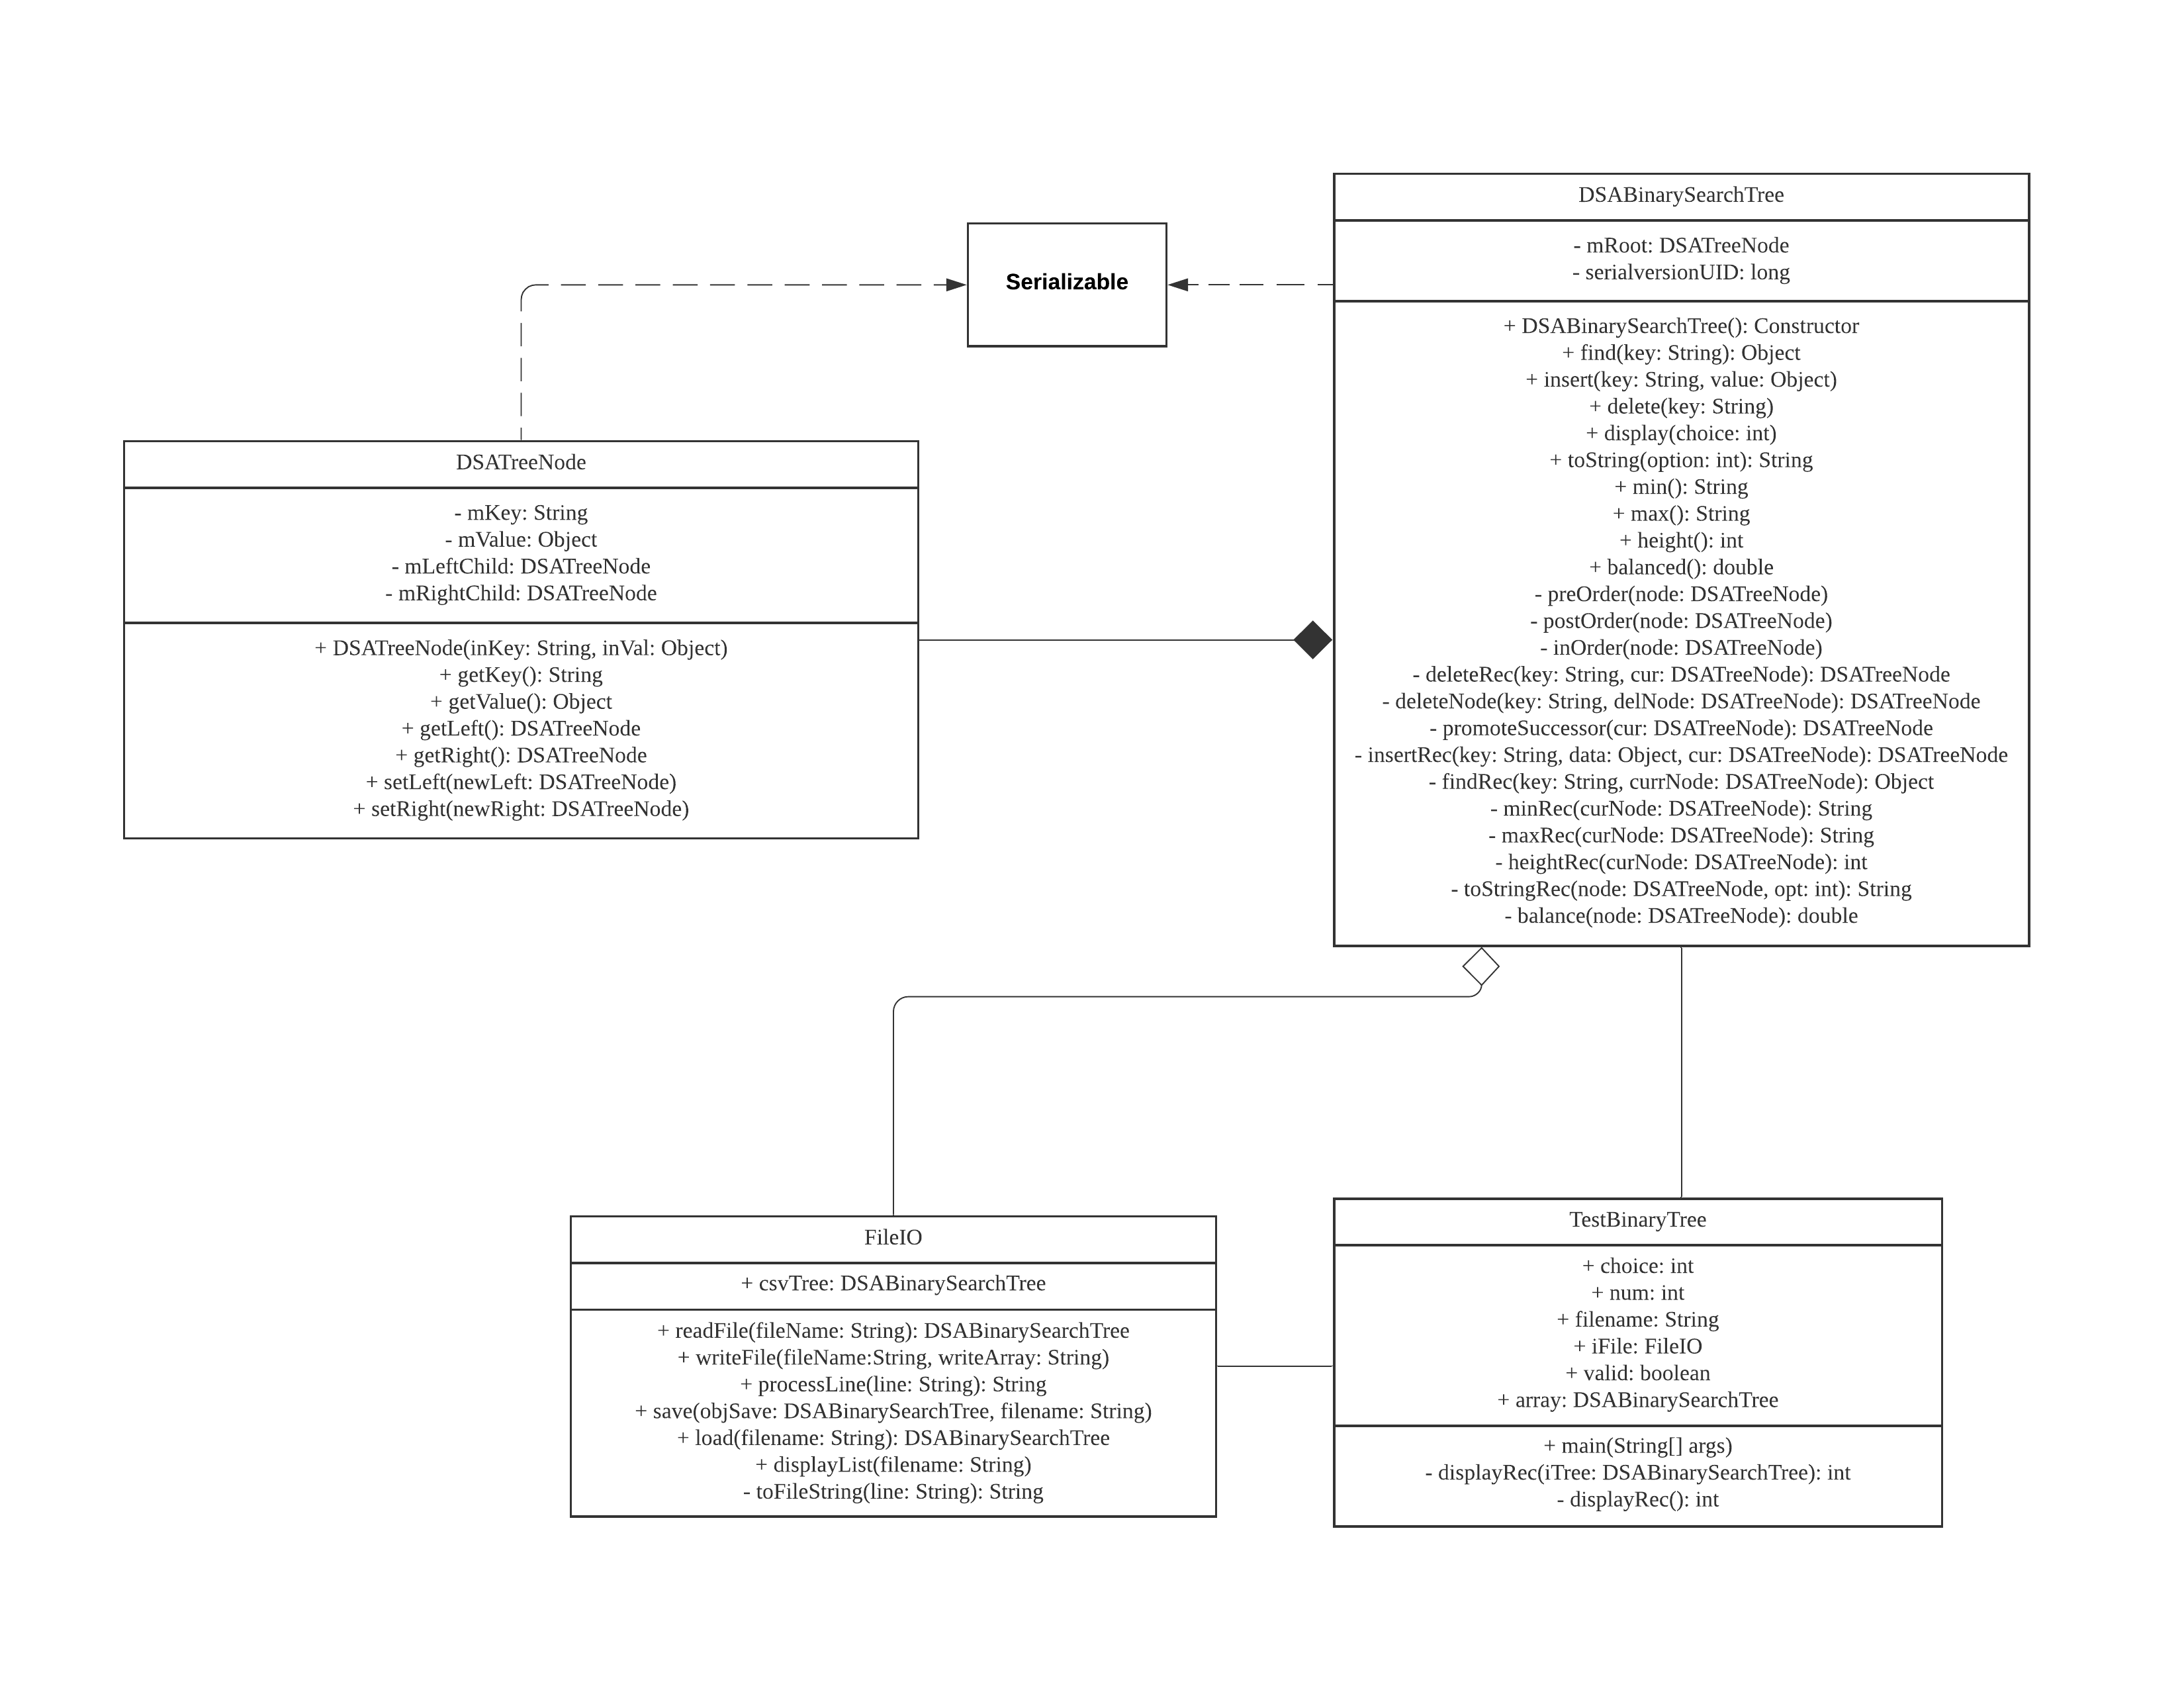 Serializable
DSABinarySearchTree
- mRoot: DSATreeNode
- serialversionUID: long
+ DSABinarySearchTree(): Constructor
+ find(key: String): Object
+ insert(key: String, value: Object)
+ delete(key: String)
+ display(choice: int)
+ toString(option: int): String
+ min(): String
+ max(): String
+ height(): int
+ balanced(): double
- preOrder(node: DSATreeNode)
- postOrder(node: DSATreeNode)
- inOrder(node: DSATreeNode)
- deleteRec(key: String, cur: DSATreeNode): DSATreeNode
- deleteNode(key: String, delNode: DSATreeNode): DSATreeNode
- promoteSuccessor(cur: DSATreeNode): DSATreeNode
- insertRec(key: String, data: Object, cur: DSATreeNode): DSATreeNode
- findRec(key: String, currNode: DSATreeNode): Object
- minRec(curNode: DSATreeNode): String
- maxRec(curNode: DSATreeNode): String
- heightRec(curNode: DSATreeNode): int
- toStringRec(node: DSATreeNode, opt: int): String
- balance(node: DSATreeNode): double
DSATreeNode
- mKey: String
- mValue: Object
- mLeftChild: DSATreeNode
- mRightChild: DSATreeNode
+ DSATreeNode(inKey: String, inVal: Object)
+ getKey(): String
+ getValue(): Object
+ getLeft(): DSATreeNode
+ getRight(): DSATreeNode
+ setLeft(newLeft: DSATreeNode)
+ setRight(newRight: DSATreeNode)
FileIO
+ csvTree: DSABinarySearchTree
+ readFile(fileName: String): DSABinarySearchTree
+ writeFile(fileName:String, writeArray: String)
+ processLine(line: String): String
+ save(objSave: DSABinarySearchTree, filename: String)
+ load(filename: String): DSABinarySearchTree
+ displayList(filename: String)
- toFileString(line: String): String
TestBinaryTree
+ choice: int
+ num: int
+ filename: String
+ iFile: FileIO
+ valid: boolean
+ array: DSABinarySearchTree
+ main(String[] args)
- displayRec(iTree: DSABinarySearchTree): int
- displayRec(): int